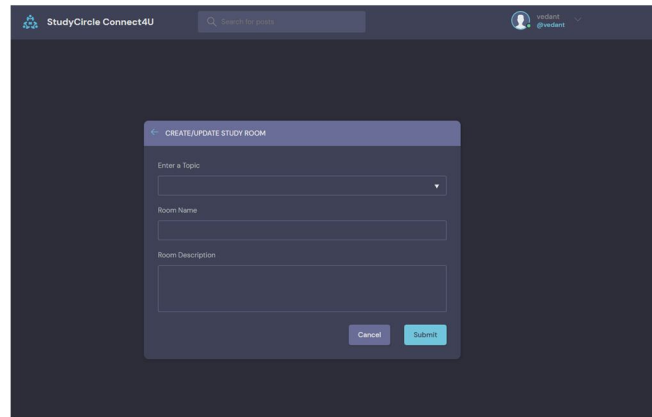 StudyCircle Connect4U
Search for posts
vedant
@vedant
CREATE/UPDATE STUDY ROOM
Enter a Topic
Room Name
Room Description
Cancel
Submit